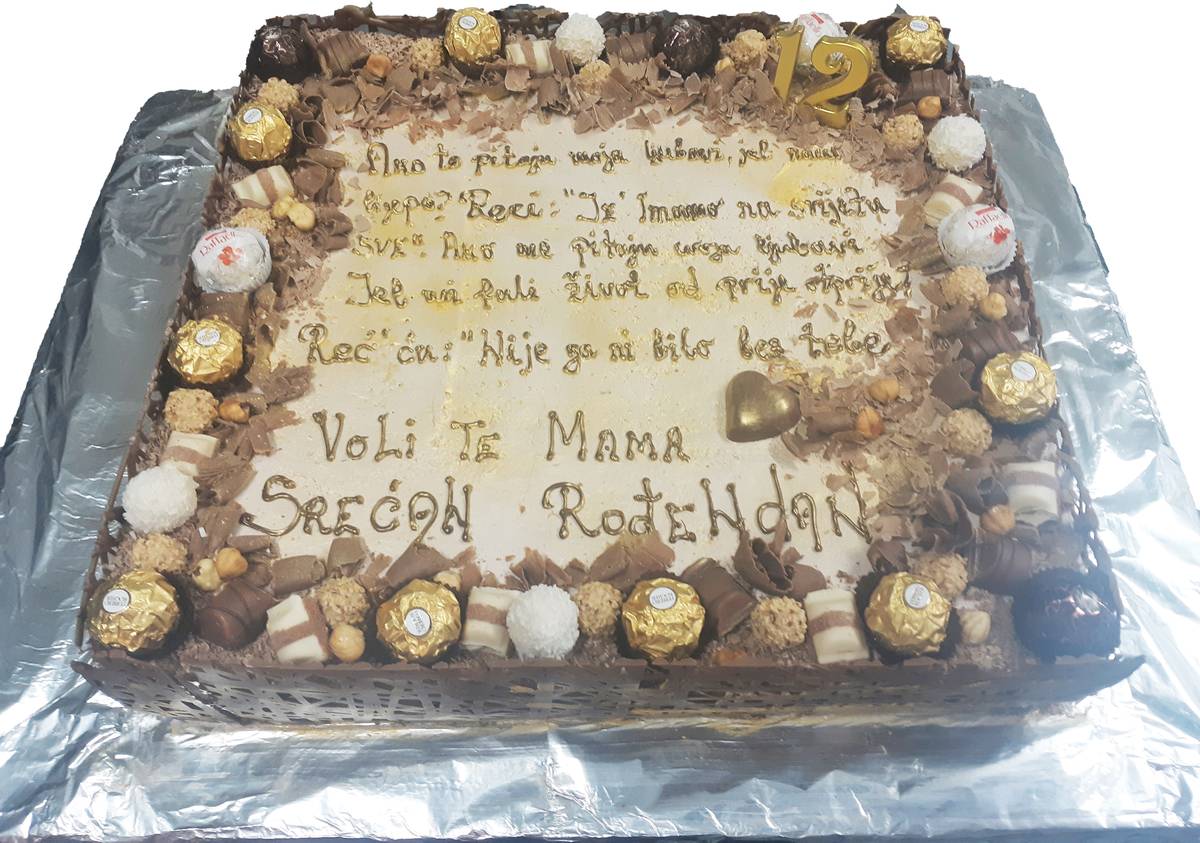 12
Ako te pitaju moja ljubavi, jel nama
lijepo? Reci: "Je' Imamo na svijetu
SVE". Ako me pitaju moja ljubavi
Jel mi fali život od prije
Reć' ću: "Nije ga ni bilo bez tebe
VOLi TE MAMA
SREĆAN ROĐENdAN